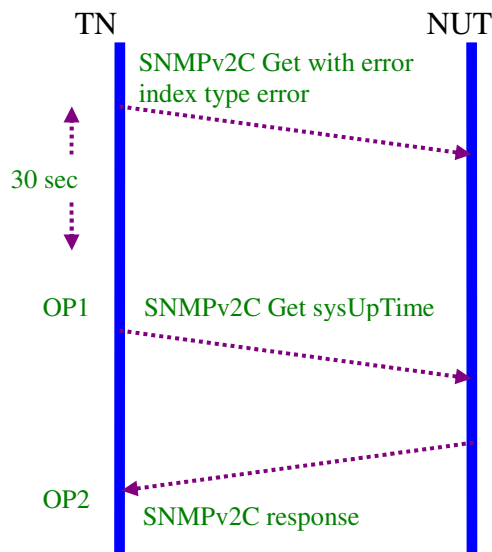 TN
NUT
SNMPv2C Get with error
index type error
30 sec
OP1
SNMPv2C Get sysUpTime
OP2
SNMPv2C response